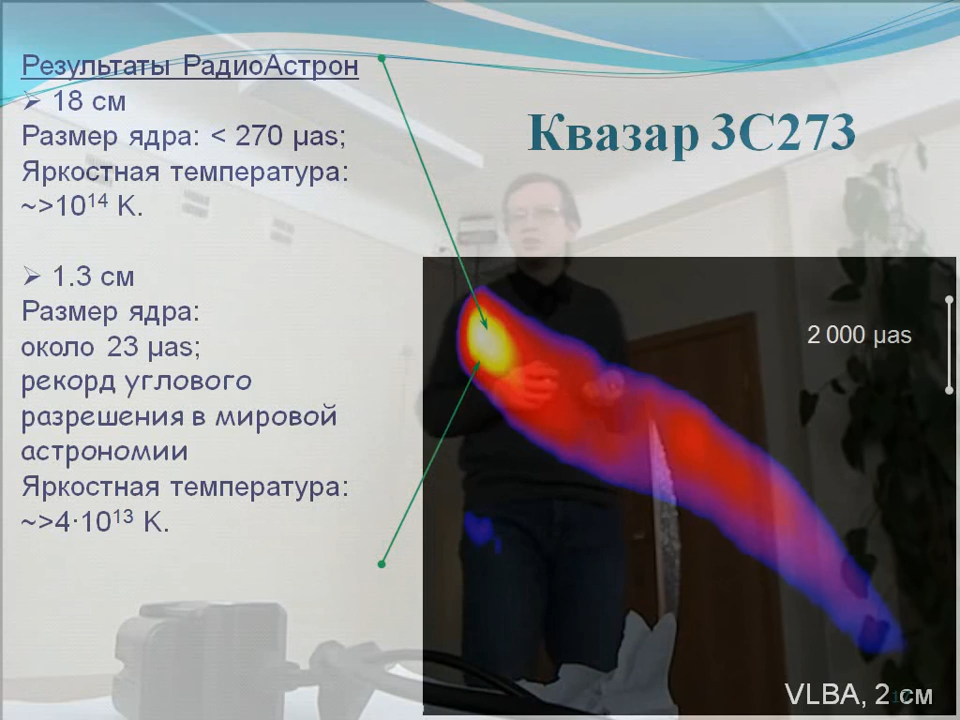 Результаты РадиоАстрон
➢ 18 см
Размер ядра: < 270 μas;
Яркостная температура:
~>10¹⁴ K.
➢ 1.3 см
Размер ядра:
около 23 μas;
рекорд углового
разрешения в мировой
астрономии
Яркостная температура:
~>4·10¹³ K.
Квазар 3C273
2 000 μas
VLBA, 2 см